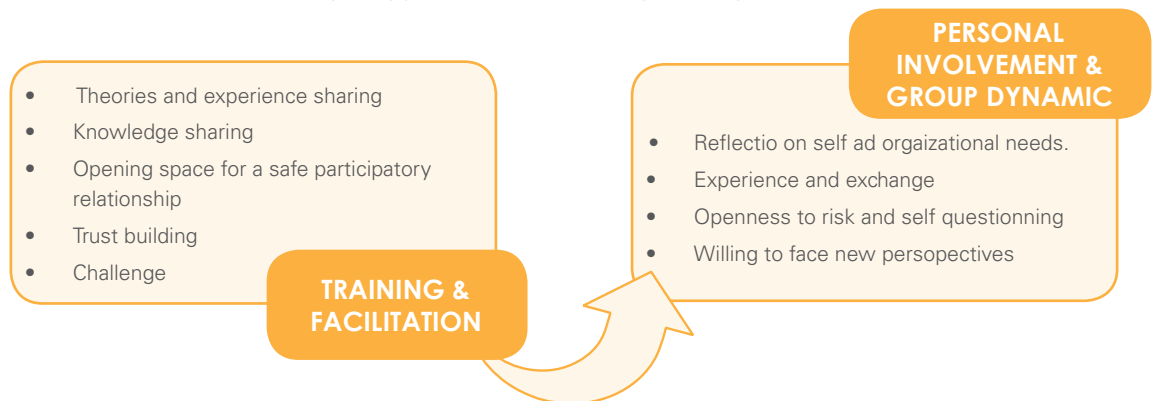 • Theories and experience sharing
• Knowledge sharing
• Opening space for a safe participatory
relationship
• Trust building
• Challenge
TRAINING &
FACILITATION
PERSONAL
INVOLVEMENT &
GROUP DYNAMIC
• Reflectio on self ad orgaizational needs.
• Experience and exchange
• Openness to risk and self questionning
• Willing to face new persopectives